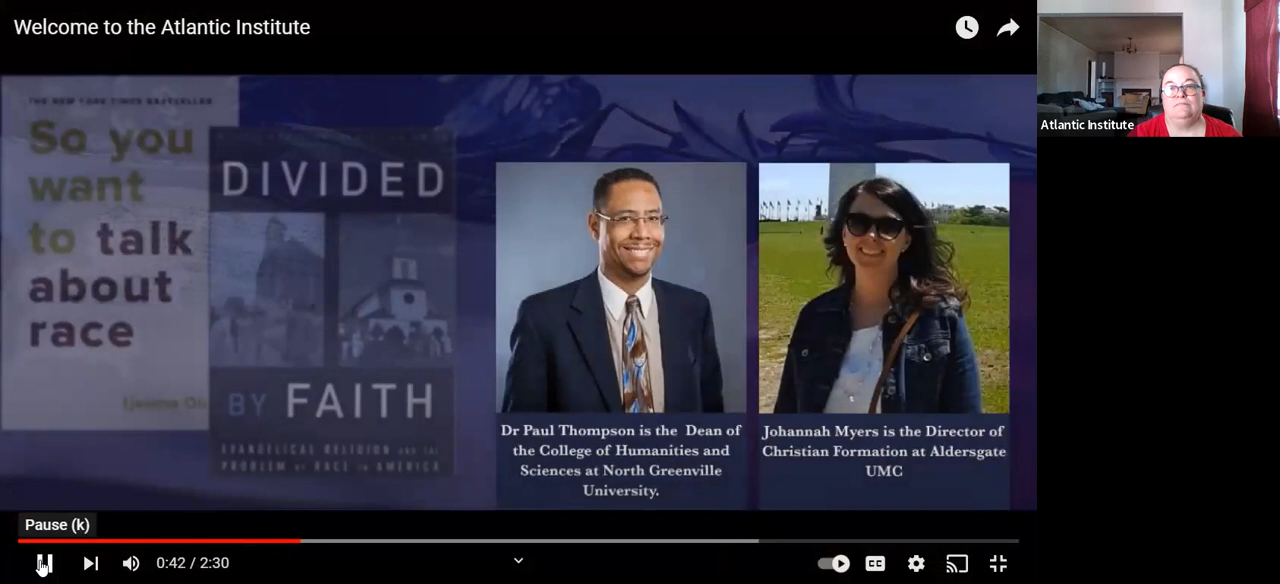 Welcome to the Atlantic Institute
THE NEW YORK TIMES BESTSELLER
So you
want
to talk
about
race
Ijeoma
DIVIDED
BY FAITH
EVANGELICAL RELIGION AND THE
PROBLEM OF RACE IN AMERICA
Dr Paul Thompson is the Dean of
the College of Humanities and
Sciences at North Greenville
University.
Johannah Myers is the Director of
Christian Formation at Aldersgate
UMC
Atlantic Institute
Pause (k)
0:42 / 2:30
CC